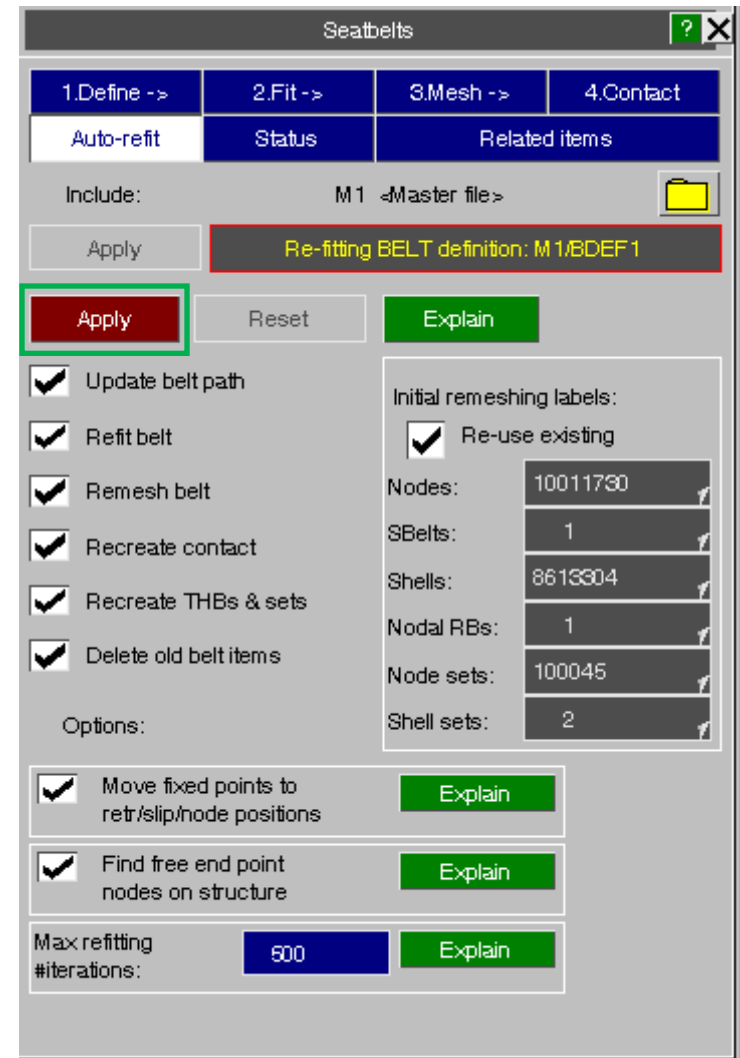 Seatbelts ? X
1.Define -> 2.Fit -> 3.Mesh -> 4.Contact
Auto-refit Status Related items
Include: M1 <Master file>
Apply Re-fitting BELT definition: M1/BDEF1
Apply Reset Explain
Update belt path
Refit belt
Remesh belt
Recreate contact
Recreate THBs & sets
Delete old belt items
Options:
Initial remeshing labels:
Re-use existing
Nodes: 10011730
SBelts: 1
Shells: 8613304
Nodal RBs: 1
Node sets: 100045
Shell sets: 2
Move fixed points to
retr/slip/node positions
Explain
Find free end point
nodes on structure
Explain
Max refitting
#iterations:
500
Explain